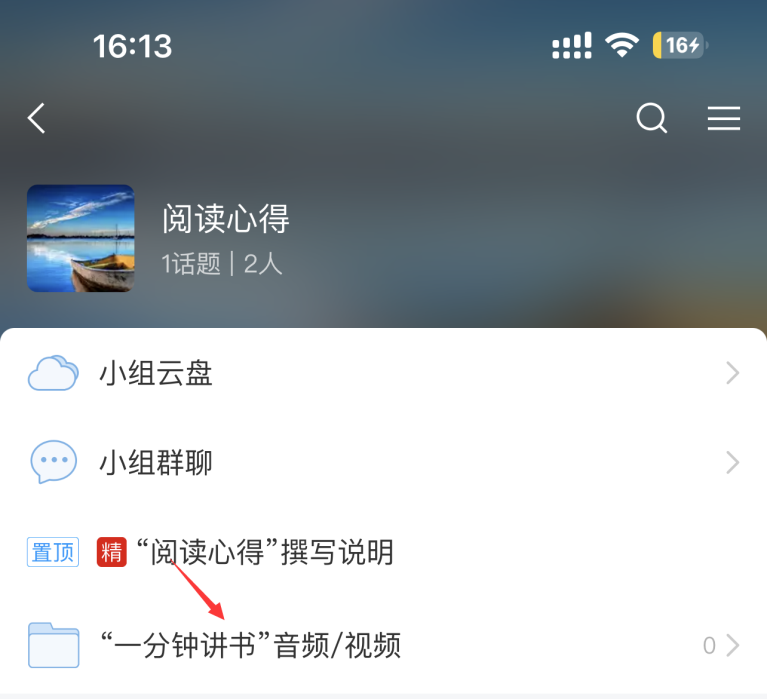 16:13
16
阅读心得
1话题 | 2人
小组云盘
小组群聊
置顶 精 “阅读心得”撰写说明
“一分钟讲书”音频/视频 0